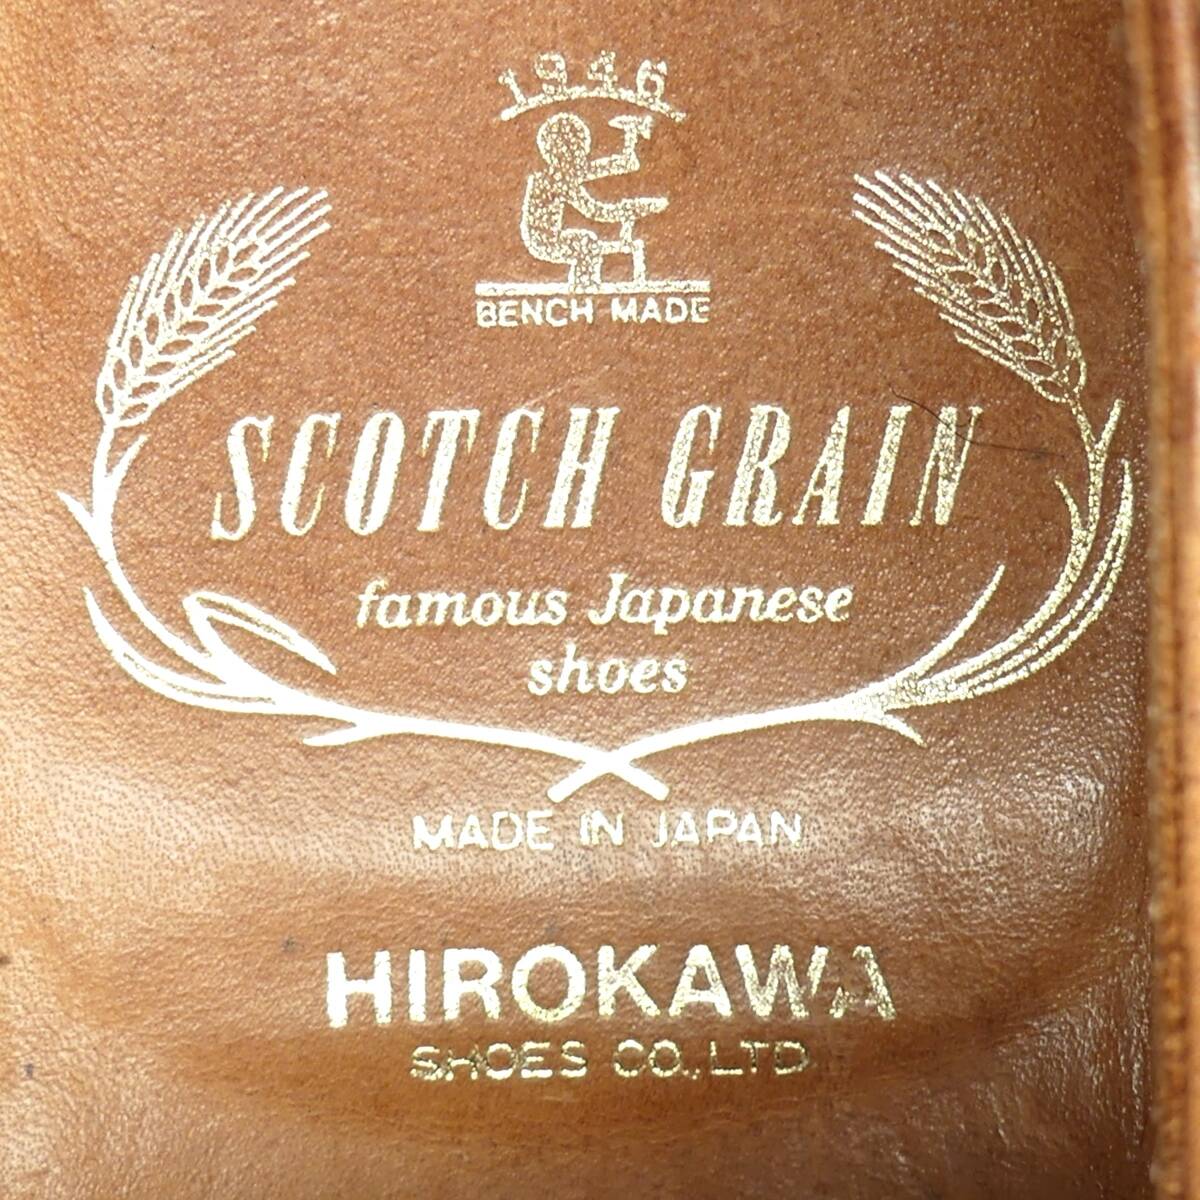 1946
BENCH MADE
SCOTCH GRAIN
famous Japanese
shoes
MADE IN JAPAN
HIROKAWA
SHOES CO.,LTD